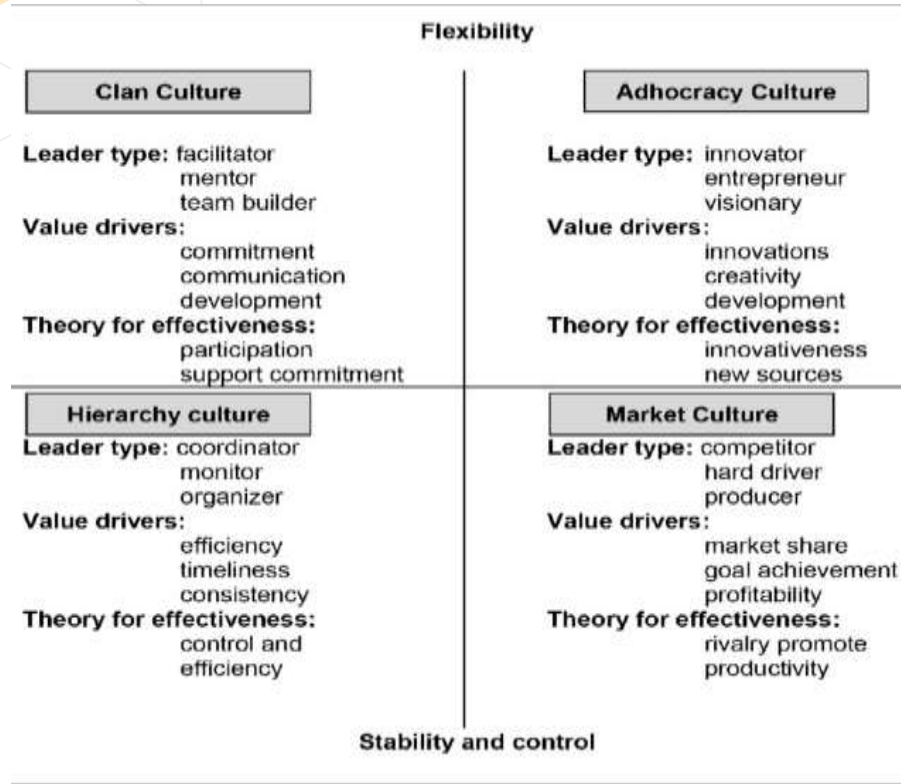 Flexibility
Clan Culture
Leader type: facilitator
mentor
team builder
Value drivers:
commitment
communication
development
Theory for effectiveness:
participation
support commitment
Adhocracy Culture
Leader type: innovator
entrepreneur
visionary
Value drivers:
innovations
creativity
development
Theory for effectiveness:
innovativeness
new sources
Hierarchy culture
Leader type: coordinator
monitor
organizer
Value drivers:
efficiency
timeliness
consistency
Theory for effectiveness:
control and
efficiency
Market Culture
Leader type: competitor
hard driver
producer
Value drivers:
market share
goal achievement
profitability
Theory for effectiveness:
rivalry promote
productivity
Stability and control